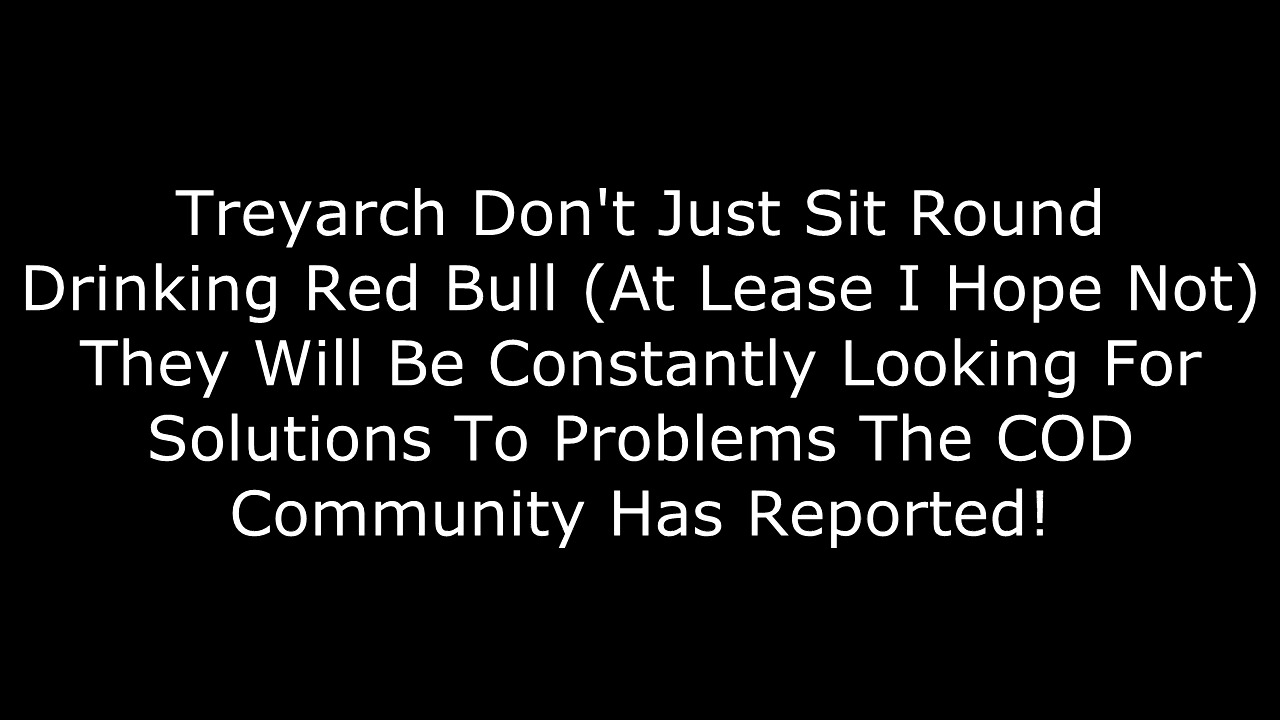 Treyarch Don't Just Sit Round
Drinking Red Bull (At Lease I Hope Not)
They Will Be Constantly Looking For
Solutions To Problems The COD
Community Has Reported!